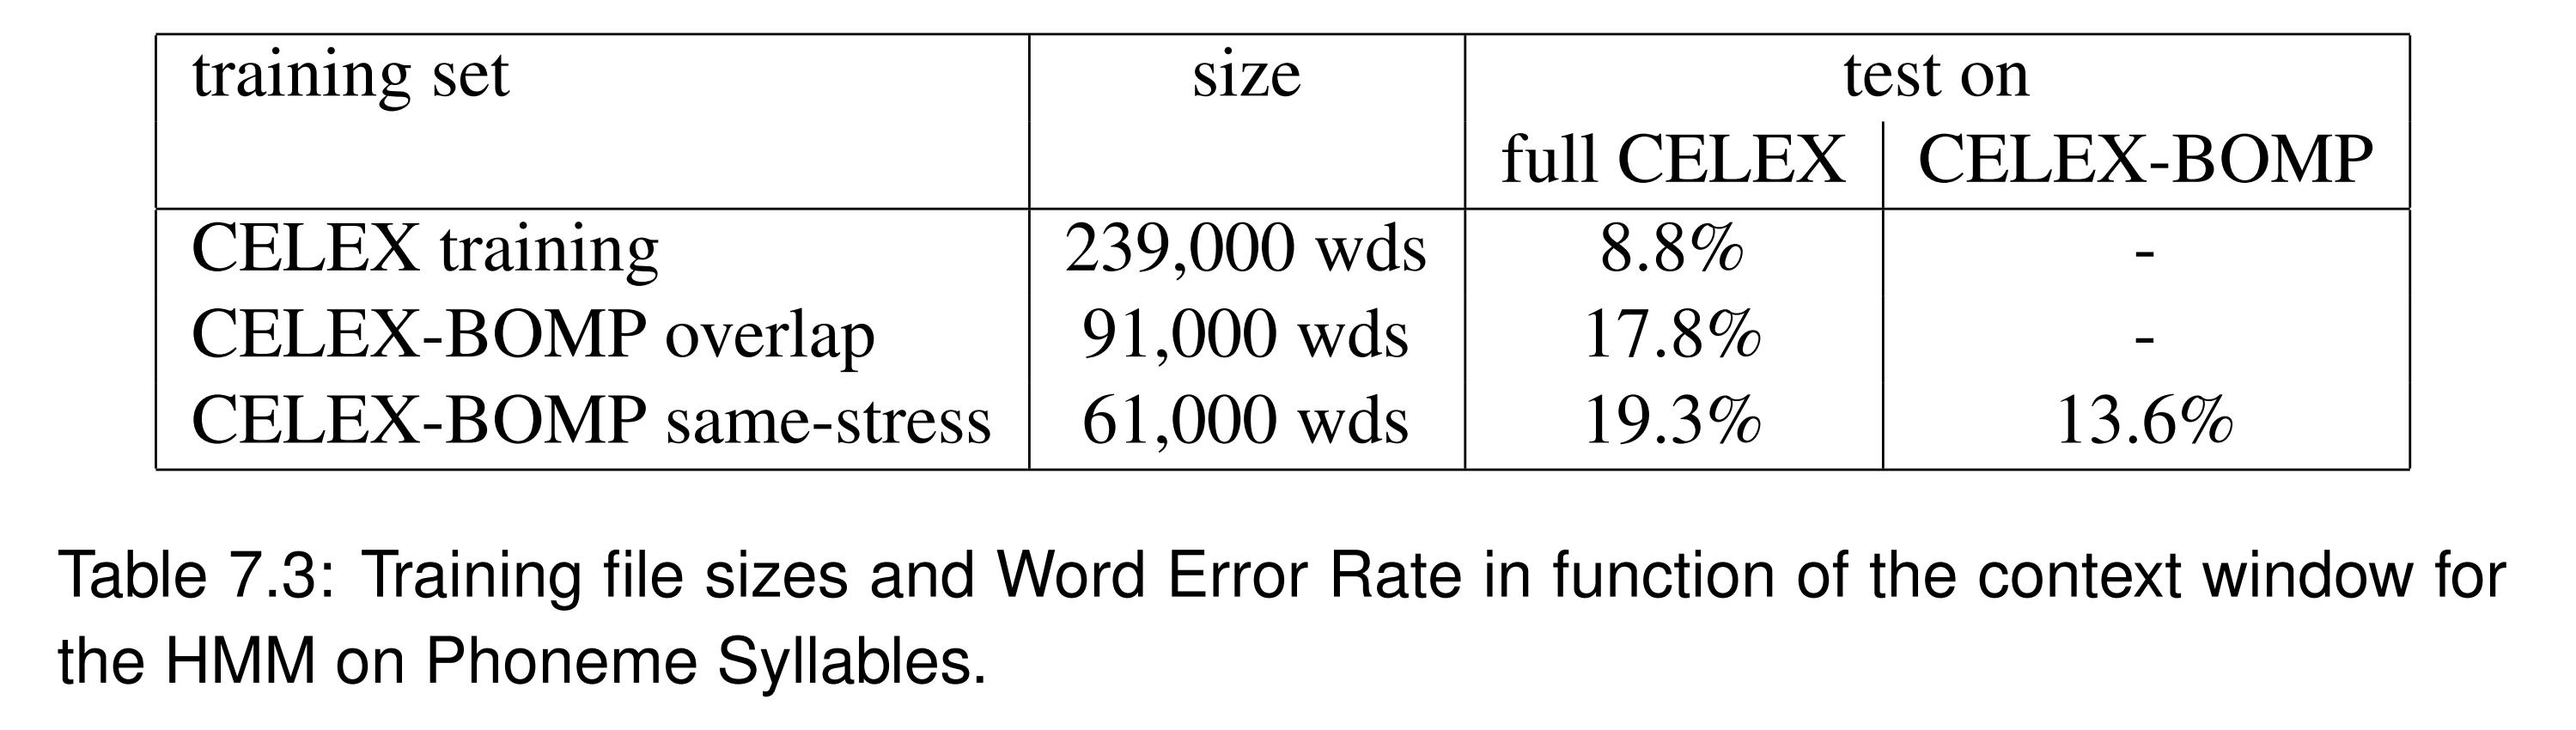 training set size test on
full CELEX CELEX-BOMP
CELEX training 239,000 wds 8.8% -
CELEX-BOMP overlap 91,000 wds 17.8% -
CELEX-BOMP same-stress 61,000 wds 19.3% 13.6%
Table 7.3: Training file sizes and Word Error Rate in function of the context window for
the HMM on Phoneme Syllables.